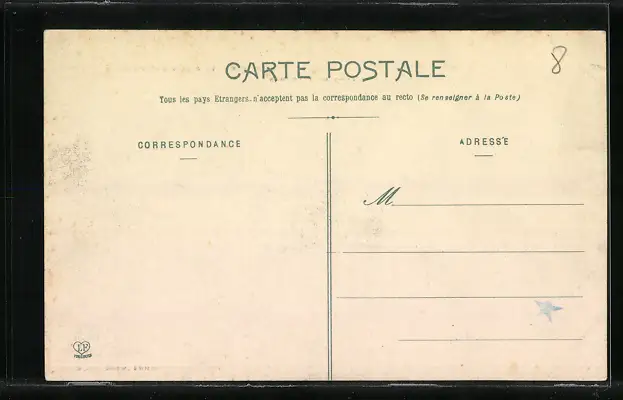 8
CARTE POSTALE
Tous les pays Etrangers, n'acceptent pas la correspondance au recto (Se renseigner à la Poste)
CORRESPONDANCE
ADRESSE
M